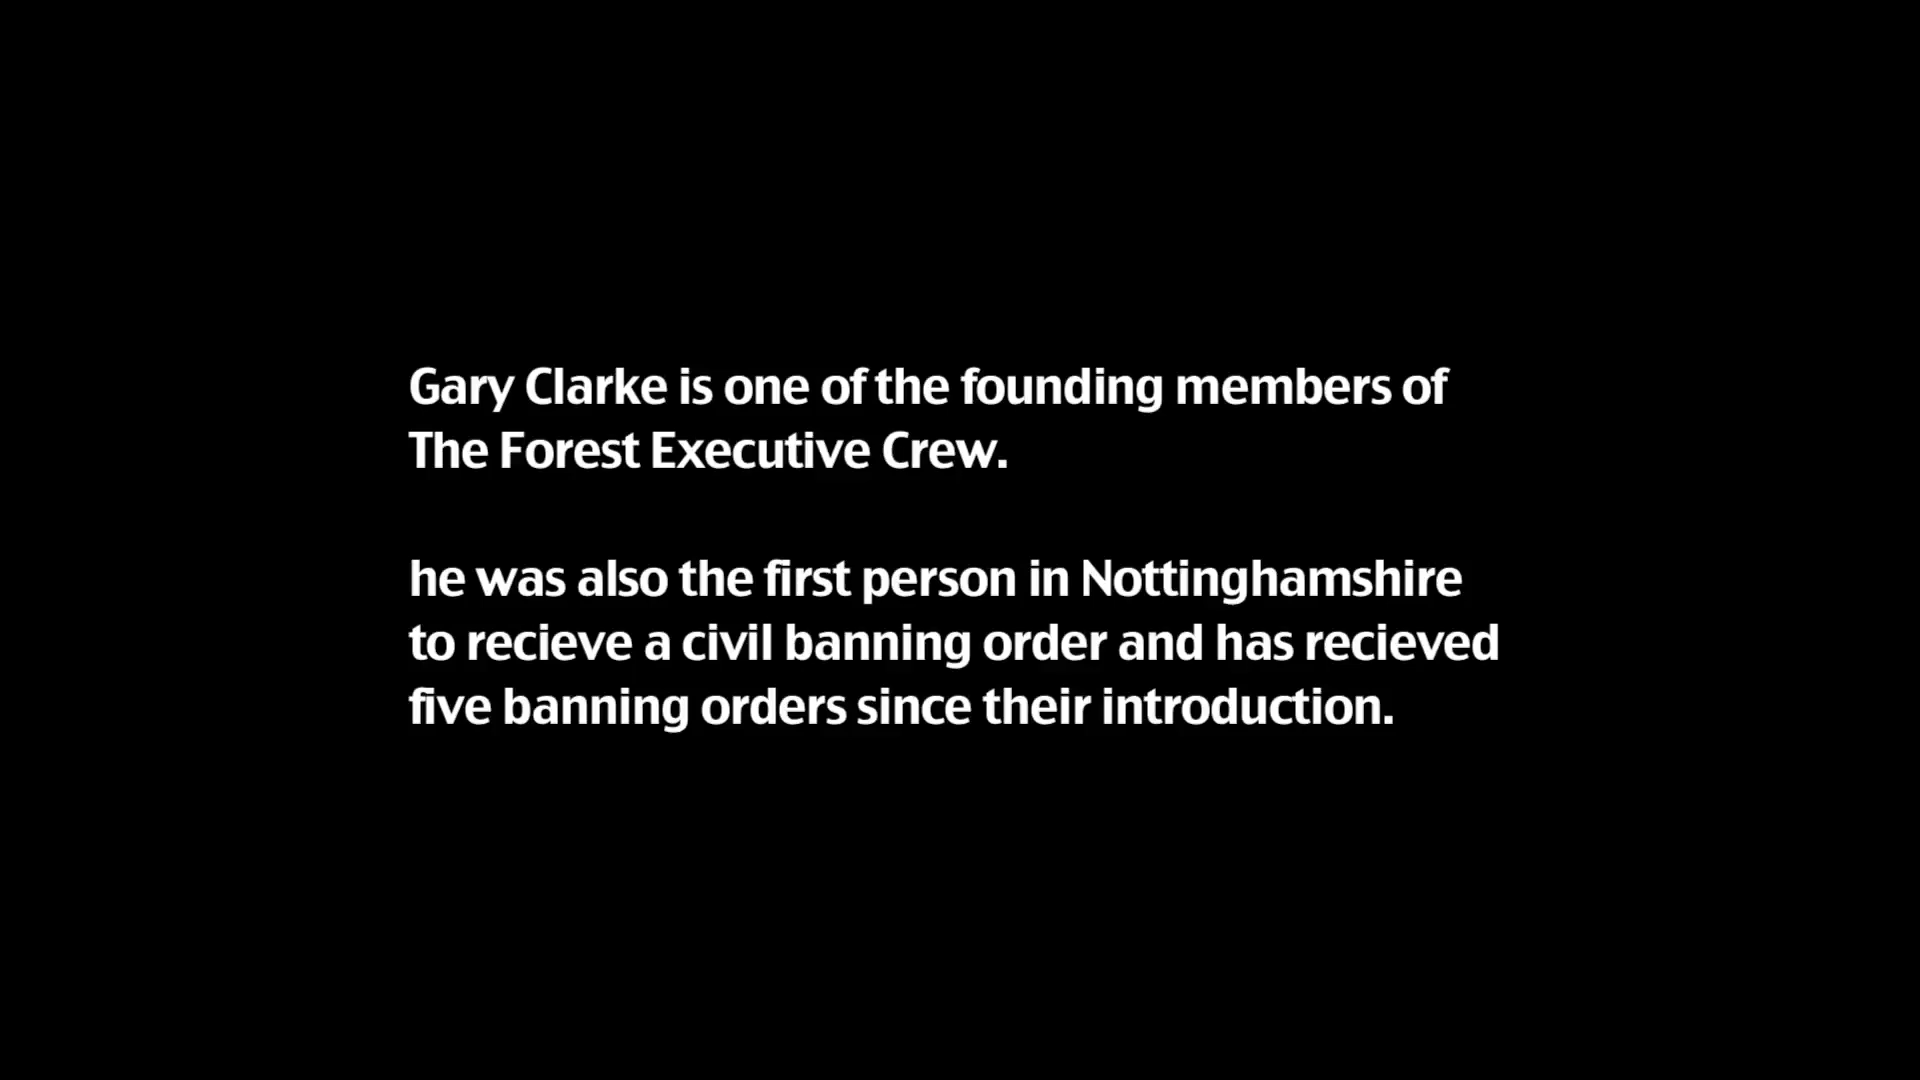 Gary Clarke is one of the founding members of
The Forest Executive Crew.
he was also the first person in Nottinghamshire
to recieve a civil banning order and has recieved
five banning orders since their introduction.